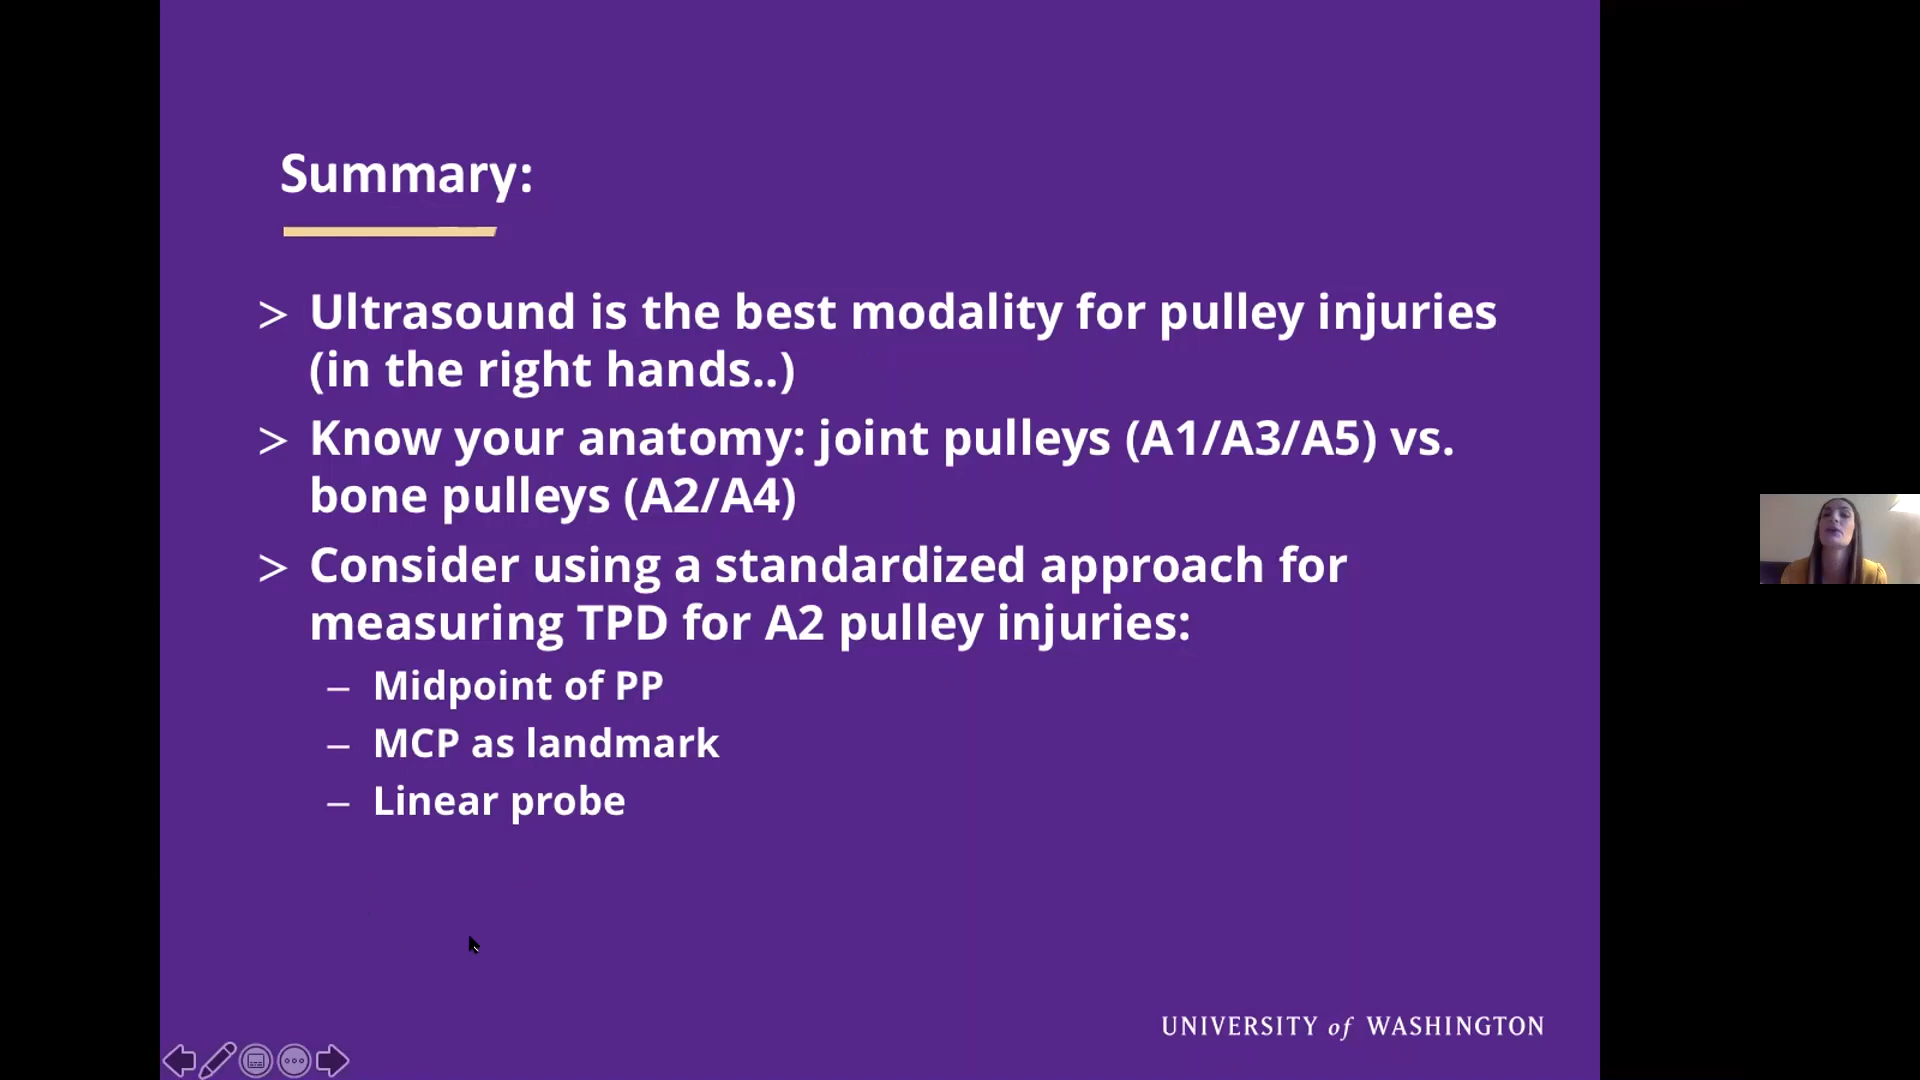 Summary:
> Ultrasound is the best modality for pulley injuries
(in the right hands..)
> Know your anatomy: joint pulleys (A1/A3/A5) vs.
bone pulleys (A2/A4)
> Consider using a standardized approach for
measuring TPD for A2 pulley injuries:
– Midpoint of PP
– MCP as landmark
– Linear probe
UNIVERSITY of WASHINGTON